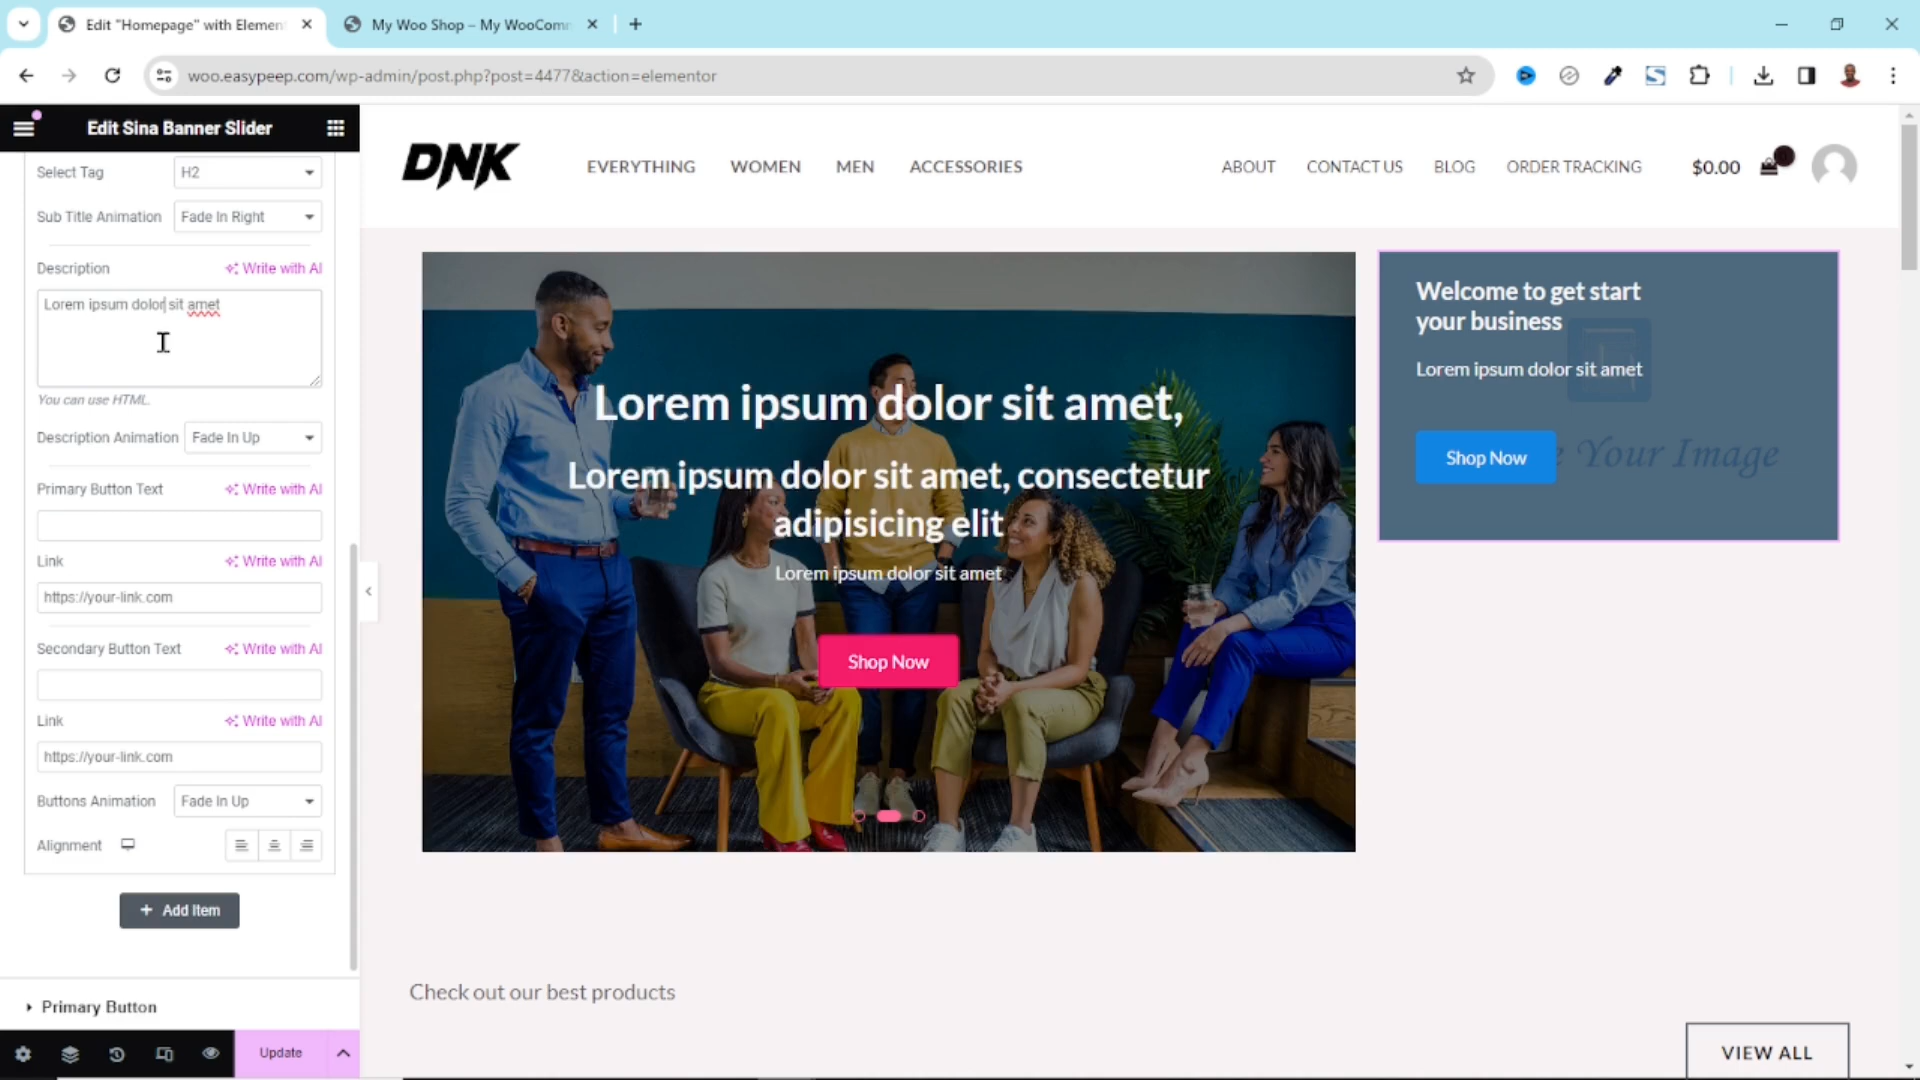 Edit "Homepage" with Elemen
My Woo Shop – My WooComm
woo.easypeep.com/wp-admin/post.php?post=4477&action=elementor
Edit Sina Banner Slider
Select Tag
H2
Sub Title Animation
Fade In Right
Description
Write with AI
Lorem ipsum dolor sit amet
You can use HTML.
Description Animation
Fade In Up
Primary Button Text
Write with AI
Link
Write with AI
https://your-link.com
Secondary Button Text
Write with AI
Link
Write with AI
https://your-link.com
Buttons Animation
Fade In Up
Alignment
+ Add Item
Primary Button
Update
DNK
EVERYTHING
WOMEN
MEN
ACCESSORIES
ABOUT
CONTACT US
BLOG
ORDER TRACKING
$0.00
Lorem ipsum dolor sit amet,
Lorem ipsum dolor sit amet, consectetur
adipisicing elit
Lorem ipsum dolor sit amet
Shop Now
Welcome to get start
your business
Lorem ipsum dolor sit amet
Shop Now
Your Image
Check out our best products
VIEW ALL